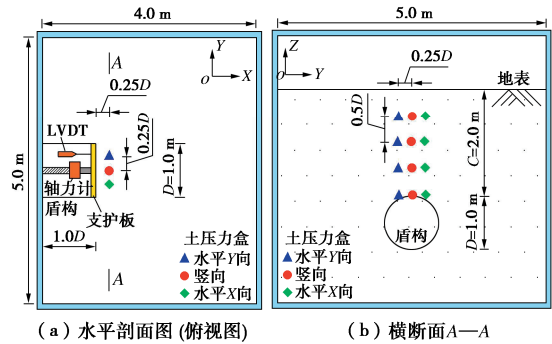 4.0 m
5.0 m
A
Y
O
X
0.25D
0.25D
LVDT
轴力计
盾构
支护板
D=1.0 m
1.0D
A
土压力盒
水平Y向
竖向
水平X向
(a) 水平剖面图 (俯视图)
5.0 m
Z
O
Y
0.25D
地表
0.5D
C=2.0 m
D=1.0 m
盾构
土压力盒
水平Y向
竖向
水平X向
(b) 横断面A—A